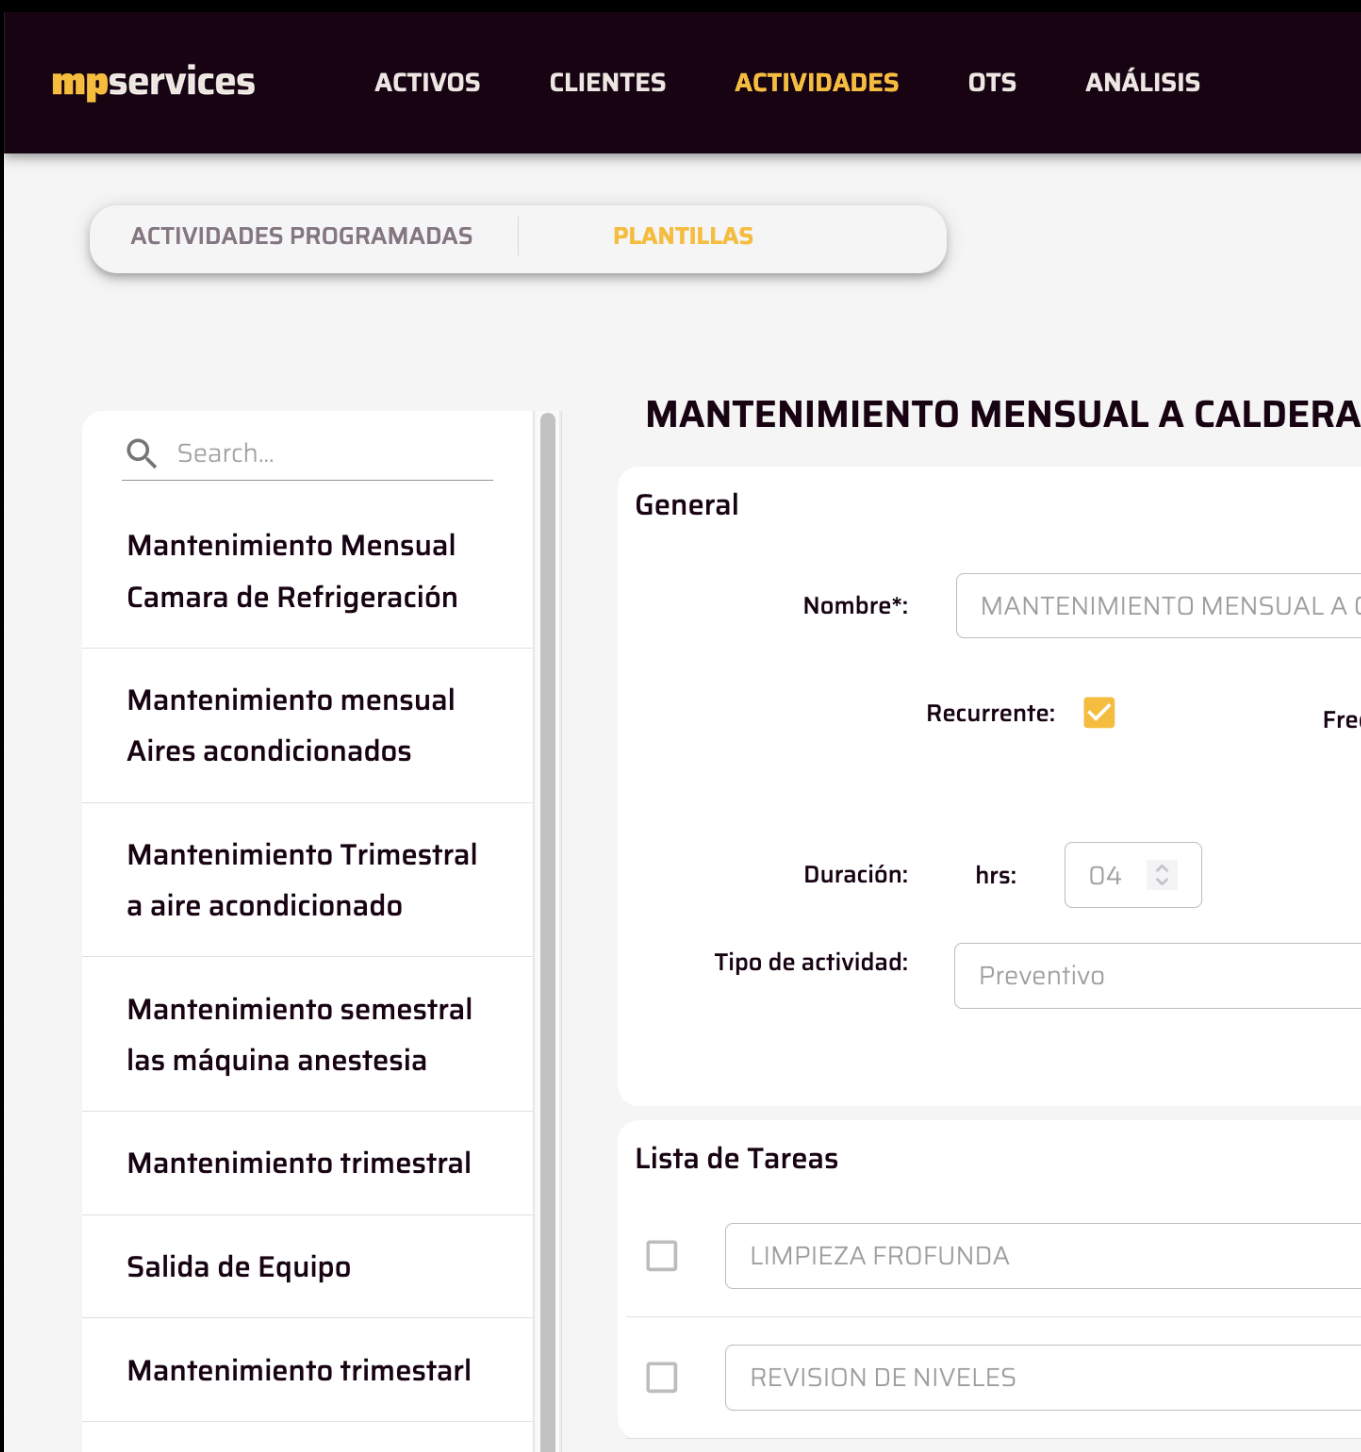 mpservices
ACTIVOS
CLIENTES
ACTIVIDADES
OTS
ANÁLISIS
ACTIVIDADES PROGRAMADAS
PLANTILLAS
Search...
Mantenimiento Mensual
Camara de Refrigeración
Mantenimiento mensual
Aires acondicionados
Mantenimiento Trimestral
a aire acondicionado
Mantenimiento semestral
las máquina anestesia
Mantenimiento trimestral
Salida de Equipo
Mantenimiento trimestarl
MANTENIMIENTO MENSUAL A CALDERA
General
Nombre*:
MANTENIMIENTO MENSUAL A
Recurrente:
Duración:
hrs:
04
Tipo de actividad:
Preventivo
Lista de Tareas
LIMPIEZA FROFUNDA
REVISION DE NIVELES